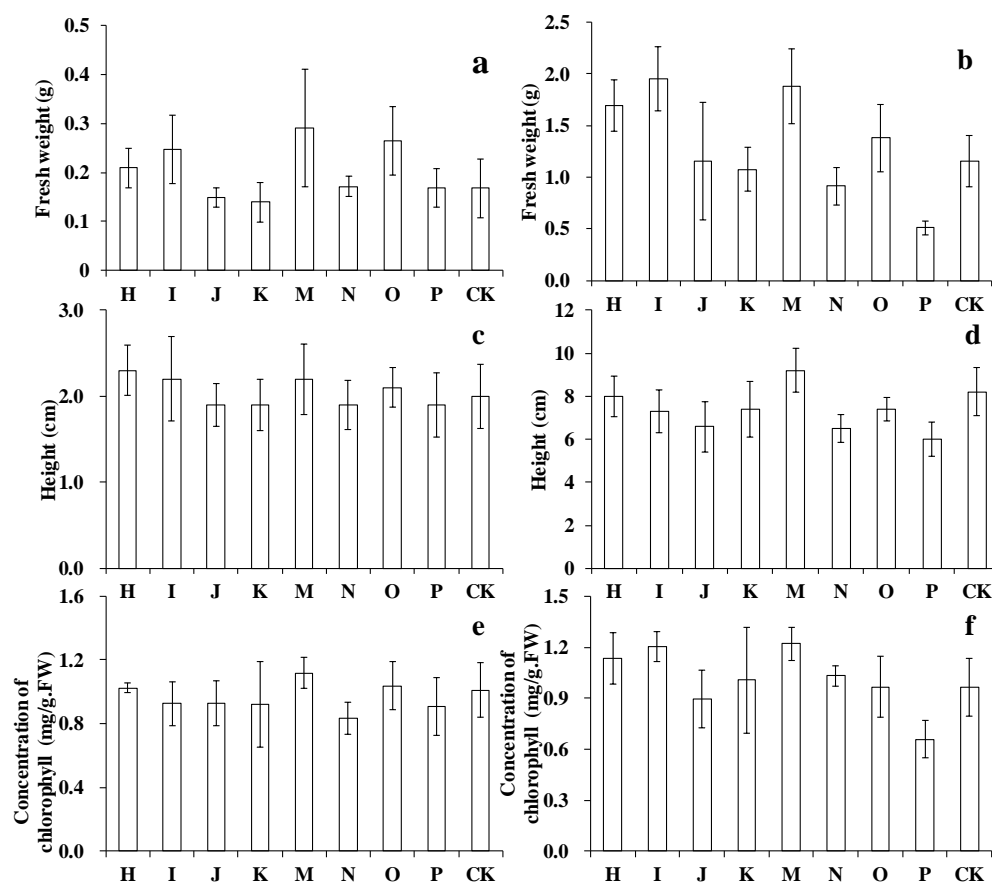 a
Fresh weight (g)
0.5
0.4
0.3
0.2
0.1
0
H I J K M N O P CK
b
Fresh weight (g)
2.5
2.0
1.5
1.0
0.5
0.0
H I J K M N O P CK
c
Height (cm)
3.0
2.0
1.0
0.0
H I J K M N O P CK
d
Height (cm)
12
10
8
6
4
2
0
H I J K M N O P CK
e
Concentration of
chlorophyll (mg/g.FW)
1.6
1.2
0.8
0.4
0.0
H I J K M N O P CK
f
Concentration of
chlorophyll (mg/g.FW)
1.5
1.2
0.9
0.6
0.3
0.0
H I J K M N O P CK